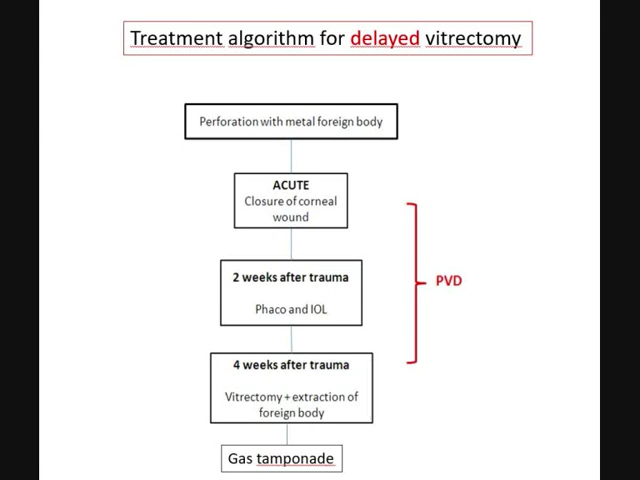 Treatment algorithm for delayed vitrectomy
Perforation with metal foreign body
ACUTE
Closure of corneal
wound
2 weeks after trauma
Phaco and IOL
PVD
4 weeks after trauma
Vitrectomy + extraction of
foreign body
Gas tamponade